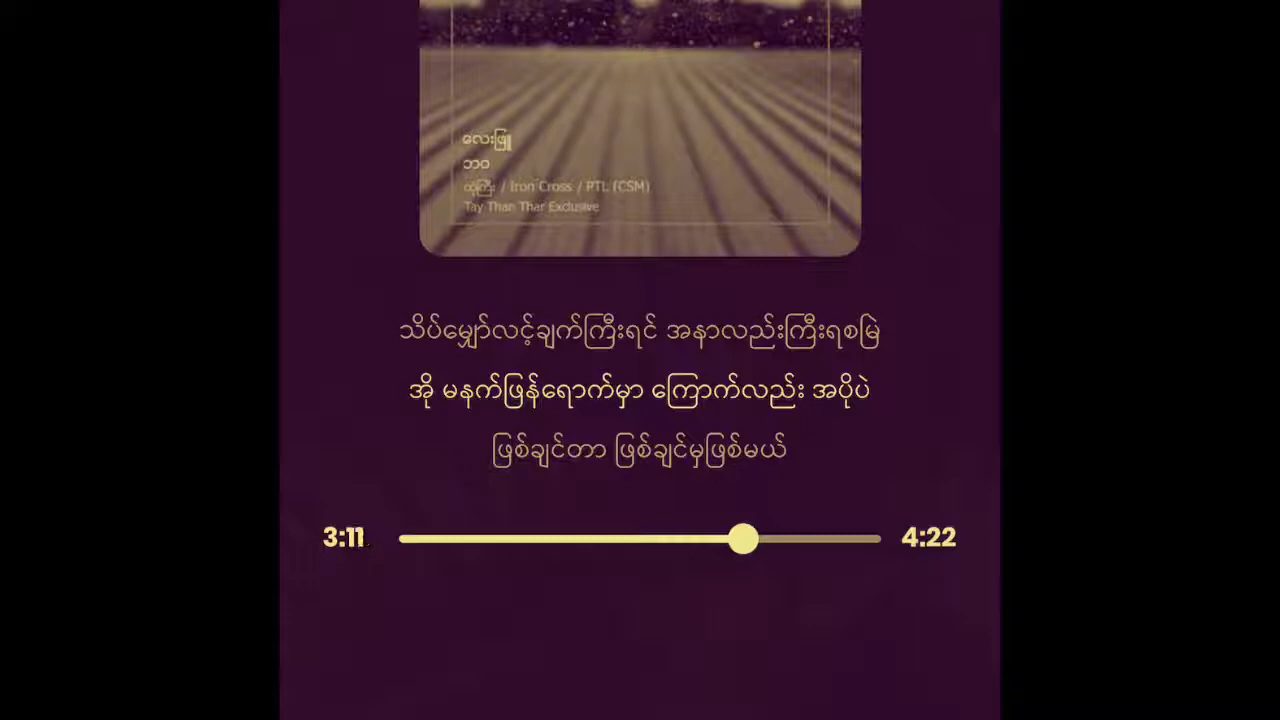 လေးဖြူ
ဘဝ
ထူးကြီး / Iron Cross / PTL (CSM)
Tay Than Thar Exclusive
သိပ်မျှော်လင့်ချက်ကြီးရင် အနာလည်းကြီးရစမြဲ
အို မနက်ဖြန်ရောက်မှာ ကြောက်လည်း အပိုပဲ
ဖြစ်ချင်တာ ဖြစ်ချင်မှဖြစ်မယ်
3:11
4:22